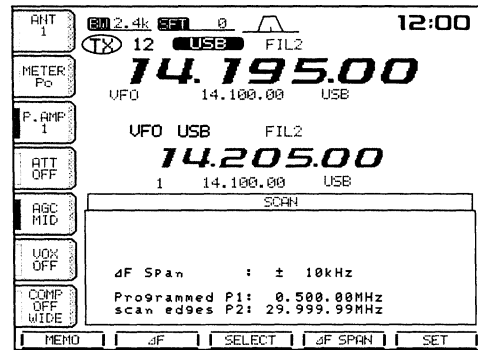 ANT
1
BW 2.4k SFT 0
12:00
TX 12 USB FIL2
METER
Po
14.195.00
VFO 14.100.00 USB
P.AMP
1
VFO USB FIL2
ATT
OFF
14.205.00
1 14.100.00 USB
AGC
MID
SCAN
VOX
OFF
⊿F Span : ± 10kHz
COMP
OFF
WIDE
Programmed P1: 0.500.00MHz
scan edges P2: 29.999.99MHz
MEMO ⊿F SELECT ⊿F SPAN SET